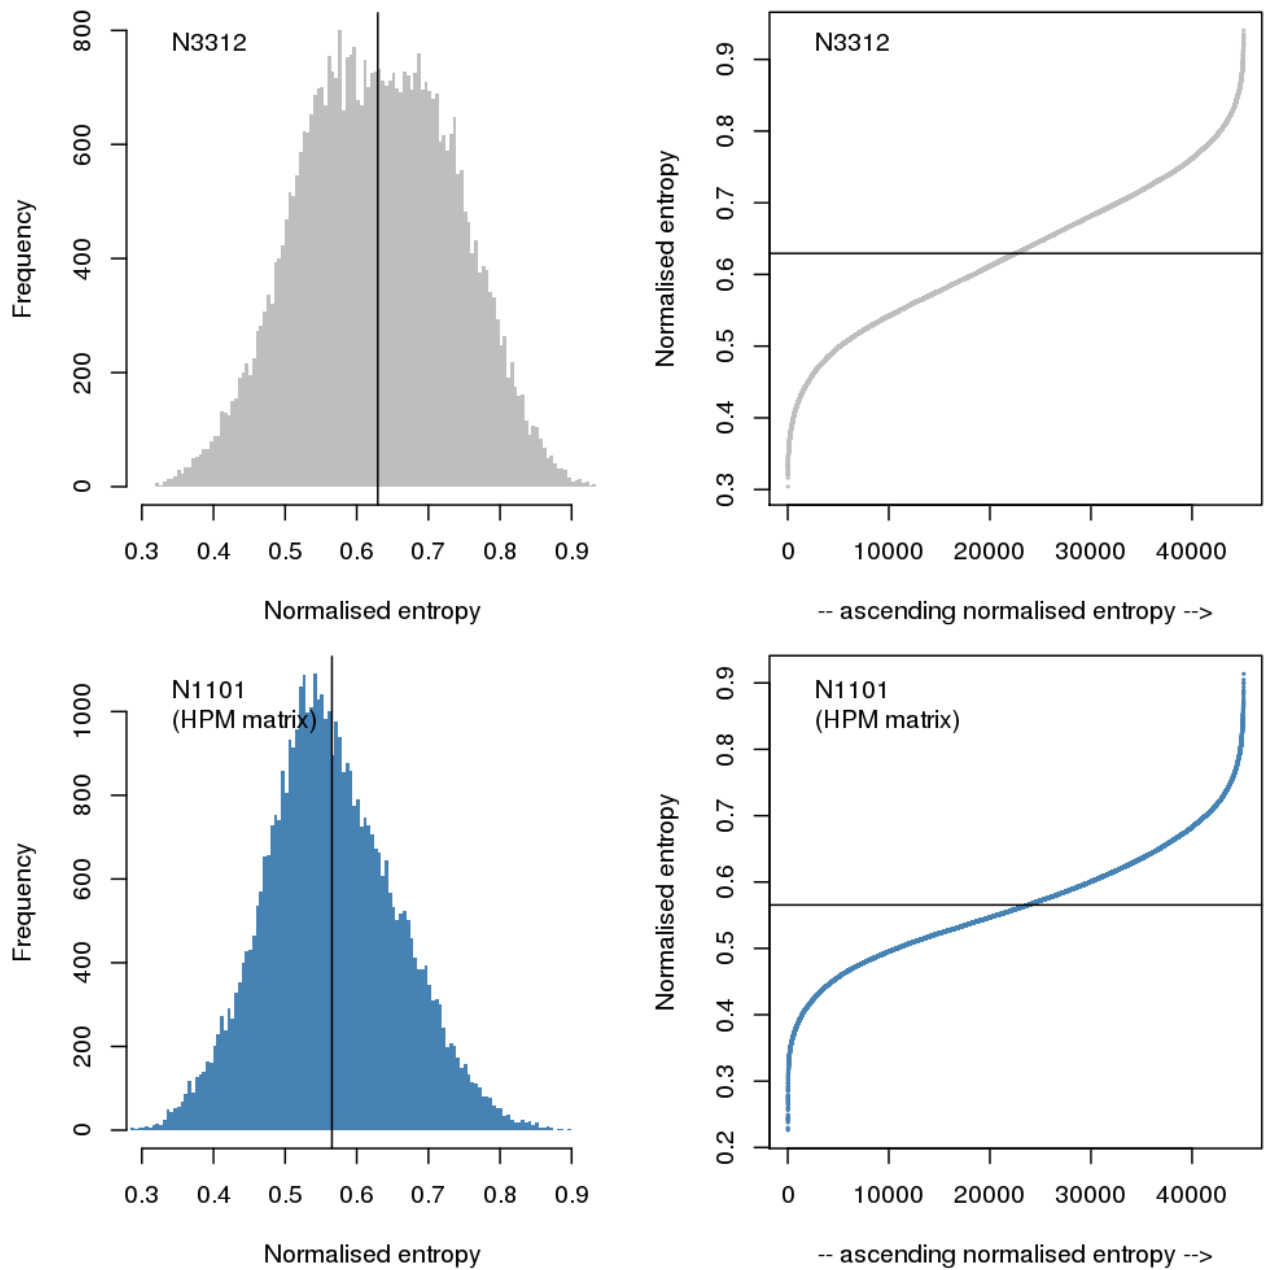 N3312
Frequency
0
200
400
600
800
0.3 0.4 0.5 0.6 0.7 0.8 0.9
Normalised entropy
N3312
Normalised entropy
0.3
0.4
0.5
0.6
0.7
0.8
0.9
0 10000 20000 30000 40000
-- ascending normalised entropy -->
N1101
(HPM matrix)
Frequency
0
200
400
600
800
1000
0.3 0.4 0.5 0.6 0.7 0.8 0.9
Normalised entropy
N1101
(HPM matrix)
Normalised entropy
0.2
0.3
0.4
0.5
0.6
0.7
0.8
0.9
0 10000 20000 30000 40000
-- ascending normalised entropy -->